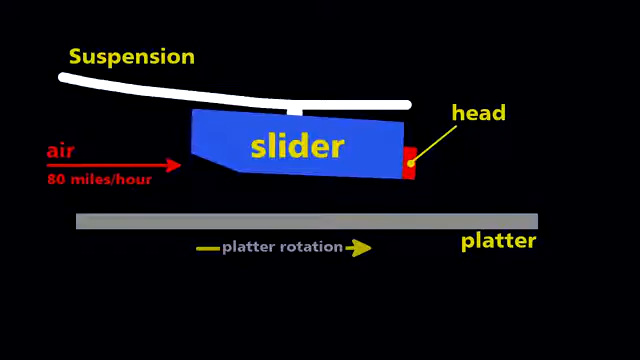 Suspension
head
slider
air
80 miles/hour
platter
platter rotation